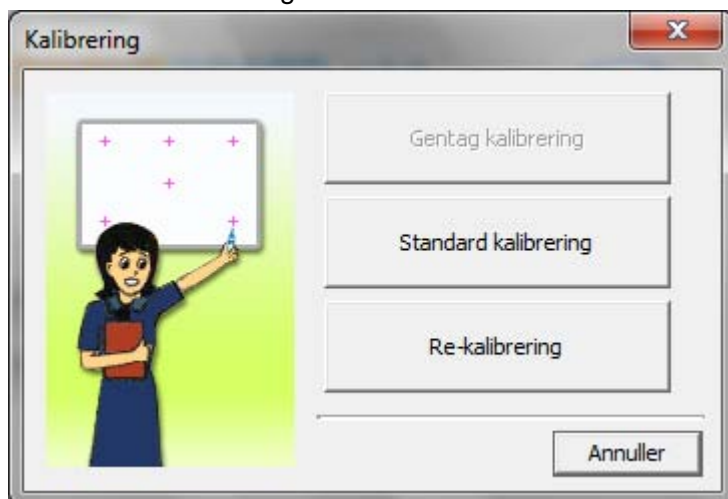 Kalibrering
Gentag kalibrering
Standard kalibrering
Re-kalibrering
Annuller